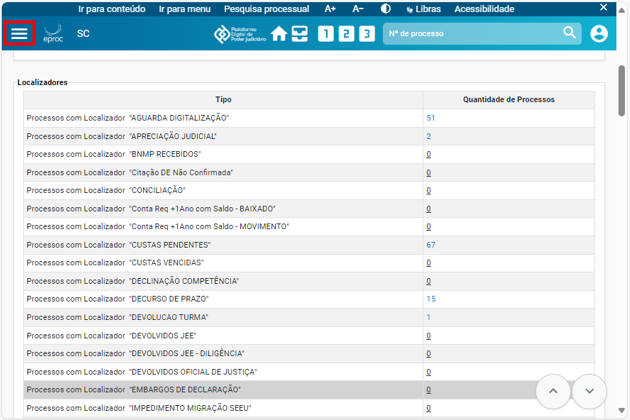 Ir para conteúdo Ir para menu Pesquisa processual A+ A- Libras Acessibilidade ×
eproc SC Plataforma Digital do Poder Judiciário 1 2 3 Nº de processo
Localizadores
Tipo Quantidade de Processos
Processos com Localizador "AGUARDA DIGITALIZAÇÃO" 51
Processos com Localizador "APRECIAÇÃO JUDICIAL" 2
Processos com Localizador "BNMP RECEBIDOS" 0
Processos com Localizador "Citação DE Não Confirmada" 0
Processos com Localizador "CONCILIAÇÃO" 0
Processos com Localizador "Conta Req +1Ano com Saldo - BAIXADO" 0
Processos com Localizador "Conta Req +1Ano com Saldo - MOVIMENTO" 0
Processos com Localizador "CUSTAS PENDENTES" 67
Processos com Localizador "CUSTAS VENCIDAS" 0
Processos com Localizador "DECLINAÇÃO COMPETÊNCIA" 0
Processos com Localizador "DECURSO DE PRAZO" 15
Processos com Localizador "DEVOLUCAO TURMA" 1
Processos com Localizador "DEVOLVIDOS JEE" 0
Processos com Localizador "DEVOLVIDOS JEE - DILIGÊNCIA" 0
Processos com Localizador "DEVOLVIDOS OFICIAL DE JUSTIÇA" 0
Processos com Localizador "EMBARGOS DE DECLARAÇÃO" 0
Processos com Localizador "IMPEDIMENTO MIGRAÇÃO SEEU" 0